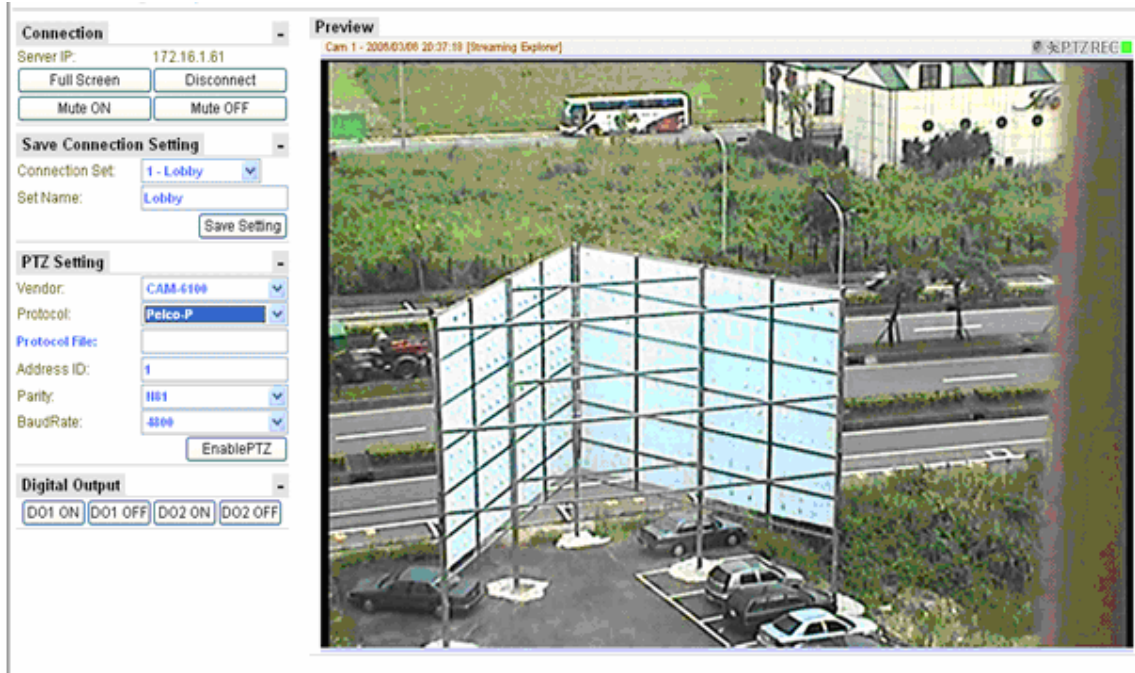 Connection -
Server IP: 172.16.1.61
Full Screen Disconnect
Mute ON Mute OFF
Save Connection Setting -
Connection Set: 1 - Lobby
Set Name: Lobby
Save Setting
PTZ Setting -
Vendor: CAM-6100
Protocol: Pelco-P
Protocol File:
Address ID: 1
Parity: N81
BaudRate: 4800
EnablePTZ
Digital Output -
DO1 ON DO1 OFF DO2 ON DO2 OFF
Preview
Cam 1 - 2006/03/06 20:37:19 [Streaming Explorer] PTZ REC